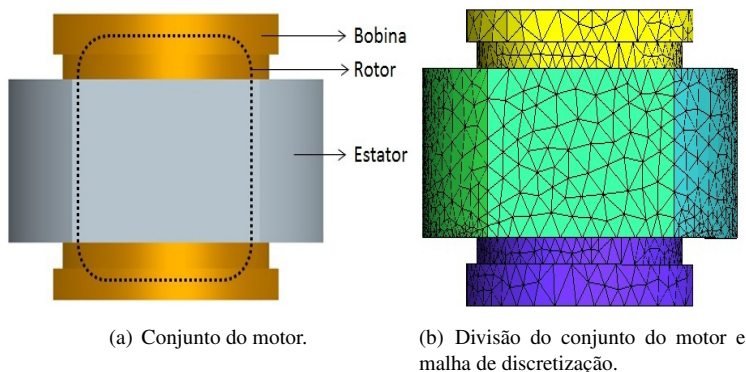 Bobina
Rotor
Estator
(a) Conjunto do motor.
(b) Divisão do conjunto do motor e
malha de discretização.